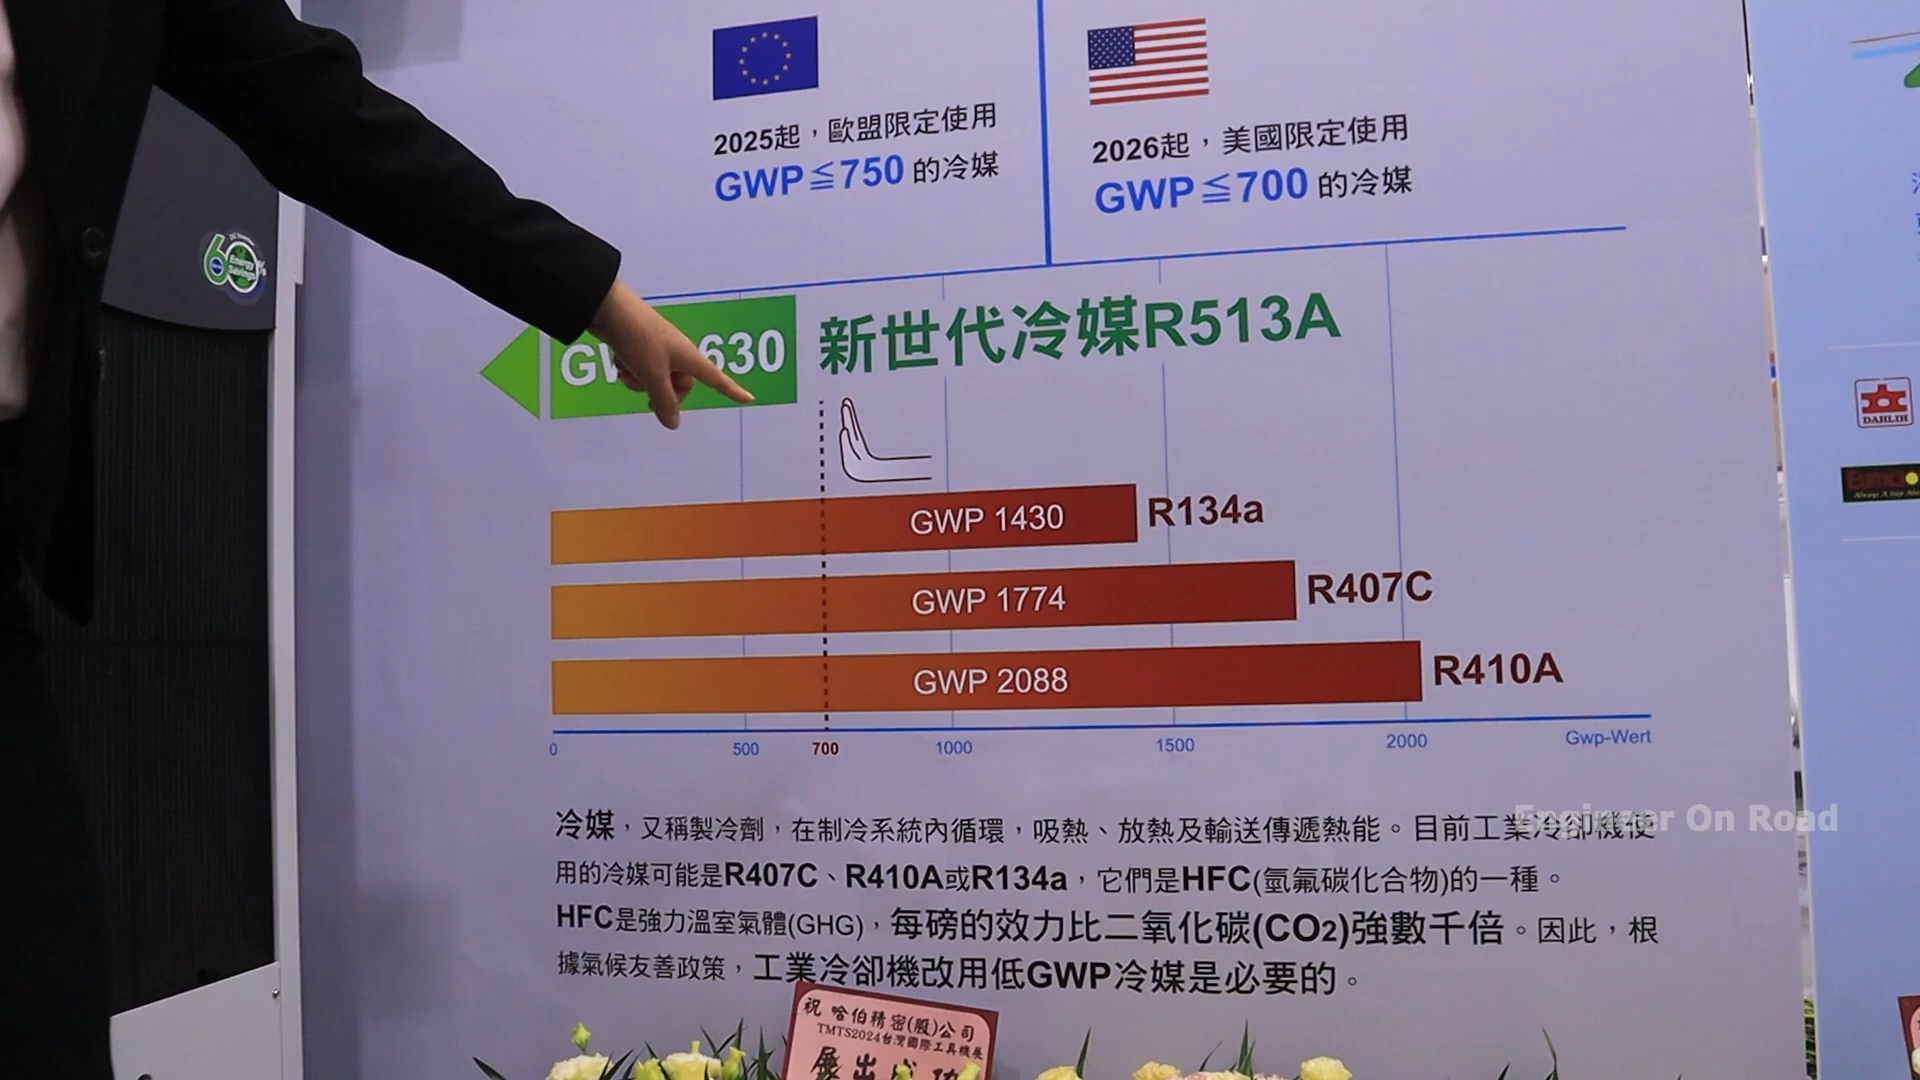 2025起，歐盟限定使用
GWP≦750 的冷媒
2026起，美國限定使用
GWP≦700 的冷媒
60%
Energy
Saving
630
新世代冷媒R513A
GWP 1430 R134a
GWP 1774 R407C
GWP 2088 R410A
0 500 700 1000 1500 2000 Gwp-Wert
冷媒，又稱製冷劑，在制冷系統內循環，吸熱、放熱及輸送傳遞熱能。目前工業冷卻機使
用的冷媒可能是R407C、R410A或R134a，它們是HFC(氫氟碳化合物)的一種。
HFC是強力溫室氣體(GHG)，每磅的效力比二氧化碳(CO2)強數千倍。因此，根
據氣候友善政策，工業冷卻機改用低GWP冷媒是必要的。
Engineer On Road
DAHLIH
祝 哈伯精密(股)公司
TMTS2024台灣國際工具機展
展出成功